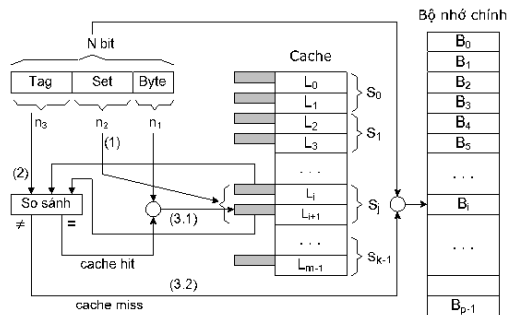 Bộ nhớ chính
N bit
Cache
Tag Set Byte
n3 n2 n1
(1)
(2)
So sánh
≠ =
(3.1)
cache hit
(3.2)
cache miss
L0
L1
S0
L2
L3
S1
. . .
Li
Li+1
Sj
. . .
Lm-1
Sk-1
B0
B1
B2
B3
B4
B5
. . .
Bi
. . .
Bp-1